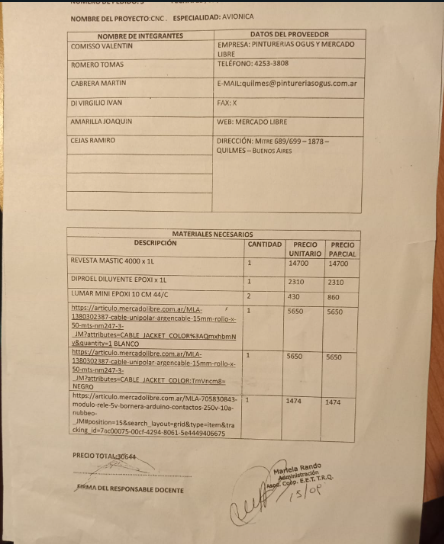 NOMBRE DEL PROYECTO:CNC . ESPECIALIDAD: AVIONICA
NOMBRE DE INTEGRANTES
DATOS DEL PROVEEDOR
COMISSO VALENTIN
EMPRESA: PINTURERIAS OGUS Y MERCADO
LIBRE
ROMERO TOMAS
TELÉFONO: 4253-3808
CABRERA MARTIN
E-MAIL:quilmes@pintureriasogus.com.ar
DI VIRGILIO IVAN
FAX: X
AMARILLA JOAQUIN
WEB: MERCADO LIBRE
CEJAS RAMIRO
DIRECCIÓN: MITRE 689/699 – 1878 –
QUILMES – BUENOS AIRES
MATERIALES NECESARIOS
DESCRIPCIÓN
CANTIDAD
PRECIO
UNITARIO
PRECIO
PARCIAL
REVESTA MASTIC 4000 x 1L
1
14700
14700
DIPROEL DILUYENTE EPOXI x 1L
1
2310
2310
LUMAR MINI EPOXI 10 CM 44/C
2
430
860
https://articulo.mercadolibre.com.ar/MLA-
1380302387-cable-unipolar-argencable-15mm-rollo-x-
50-mts-nm247-3-
_JM?attributes=CABLE_JACKET_COLOR%3AQmxhbmN
v&quantity=1 BLANCO
1
5650
5650
https://articulo.mercadolibre.com.ar/MLA-
1380302387-cable-unipolar-argencable-15mm-rollo-x-
50-mts-nm247-3-
_JM?attributes=CABLE_JACKET_COLOR:TmVncm8=
NEGRO
1
5650
5650
https://articulo.mercadolibre.com.ar/MLA-705830843-
modulo-rele-5v-bornera-arduino-contactos-250v-10a-
nubbeo-
_JM#position=15&search_layout=grid&type=item&tra
cking_id=7ac00075-00cf-4294-8061-5e4449406675
1
1474
1474
PRECIO TOTAL:30644
FIRMA DEL RESPONSABLE DOCENTE
Mariela Rando
Administración
Asoc. Coop. E.E.T. T.R.Q.